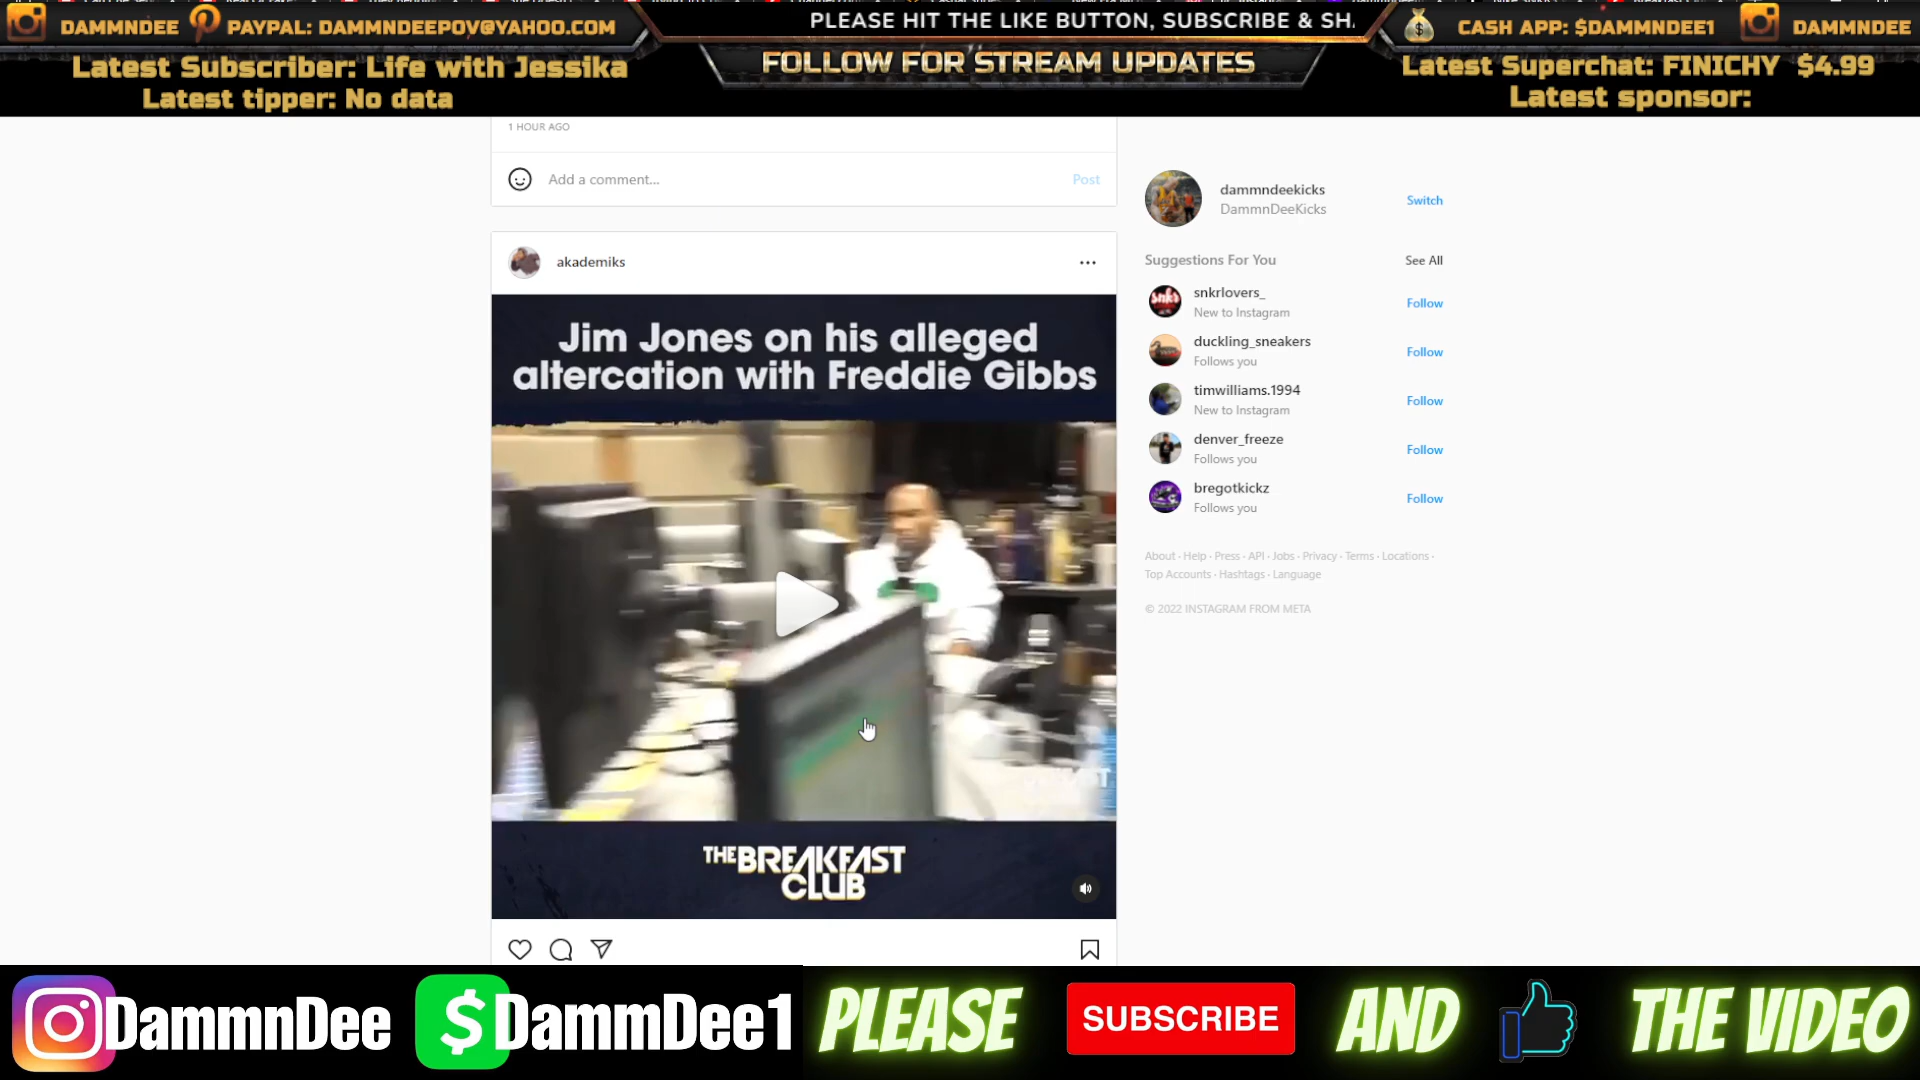 DAMMNDEE
PAYPAL: DAMMNDEEPOV@YAHOO.COM
PLEASE HIT THE LIKE BUTTON, SUBSCRIBE & SH
CASH APP: $DAMMNDEE1
DAMMNDEE
Latest Subscriber: Life with Jessika
FOLLOW FOR STREAM UPDATES
Latest Superchat: FINICHY $4.99
Latest tipper: No data
Latest sponsor:
1 HOUR AGO
Add a comment...
Post
dammndeekicks
DammnDeeKicks
Switch
akademiks
Suggestions For You
See All
snkrlovers_
New to Instagram
Follow
duckling_sneakers
Follows you
Follow
timwilliams.1994
New to Instagram
Follow
denver_freeze
Follows you
Follow
bregotkickz
Follows you
Follow
About · Help · Press · API · Jobs · Privacy · Terms · Locations ·
Top Accounts · Hashtags · Language
© 2022 INSTAGRAM FROM META
Jim Jones on his alleged
altercation with Freddie Gibbs
THE BREAKFAST
CLUB
DammnDee
$
DammDee1
PLEASE
SUBSCRIBE
AND
THE VIDEO